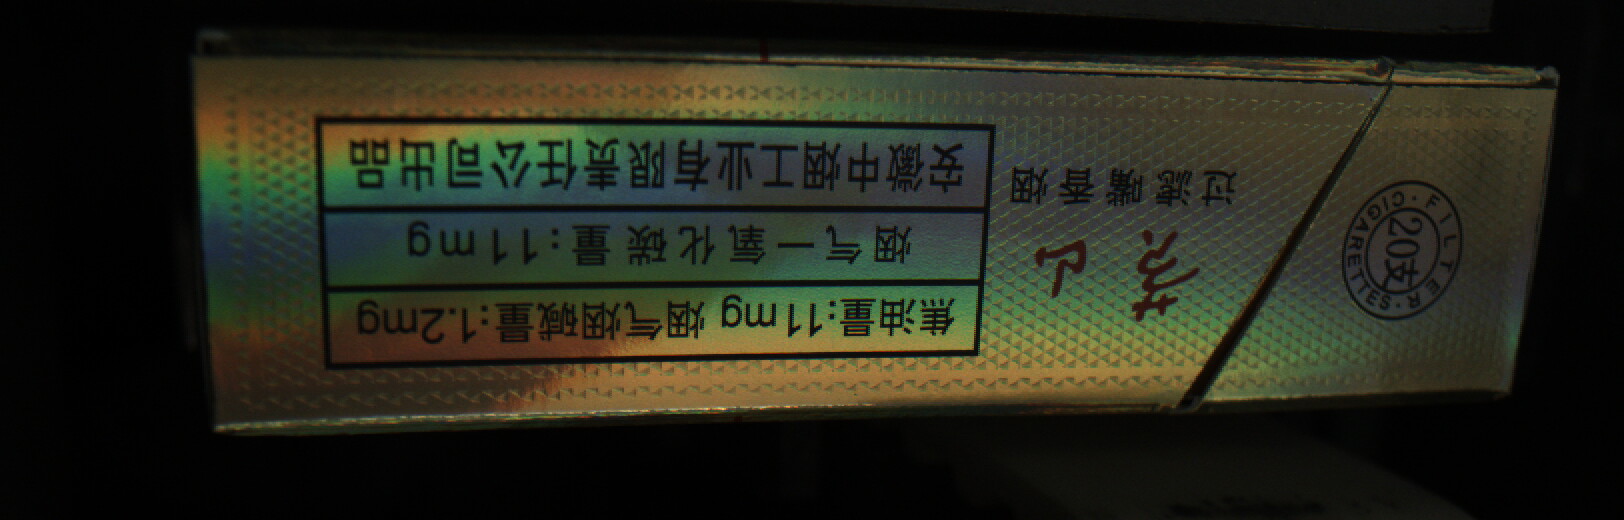 焦油量:11mg 烟气烟碱量:1.2mg
烟气一氧化碳量:11mg
安徽中烟工业有限责任公司出品
黄山
过滤嘴香烟
FILTER·CIGARETTES·
20支